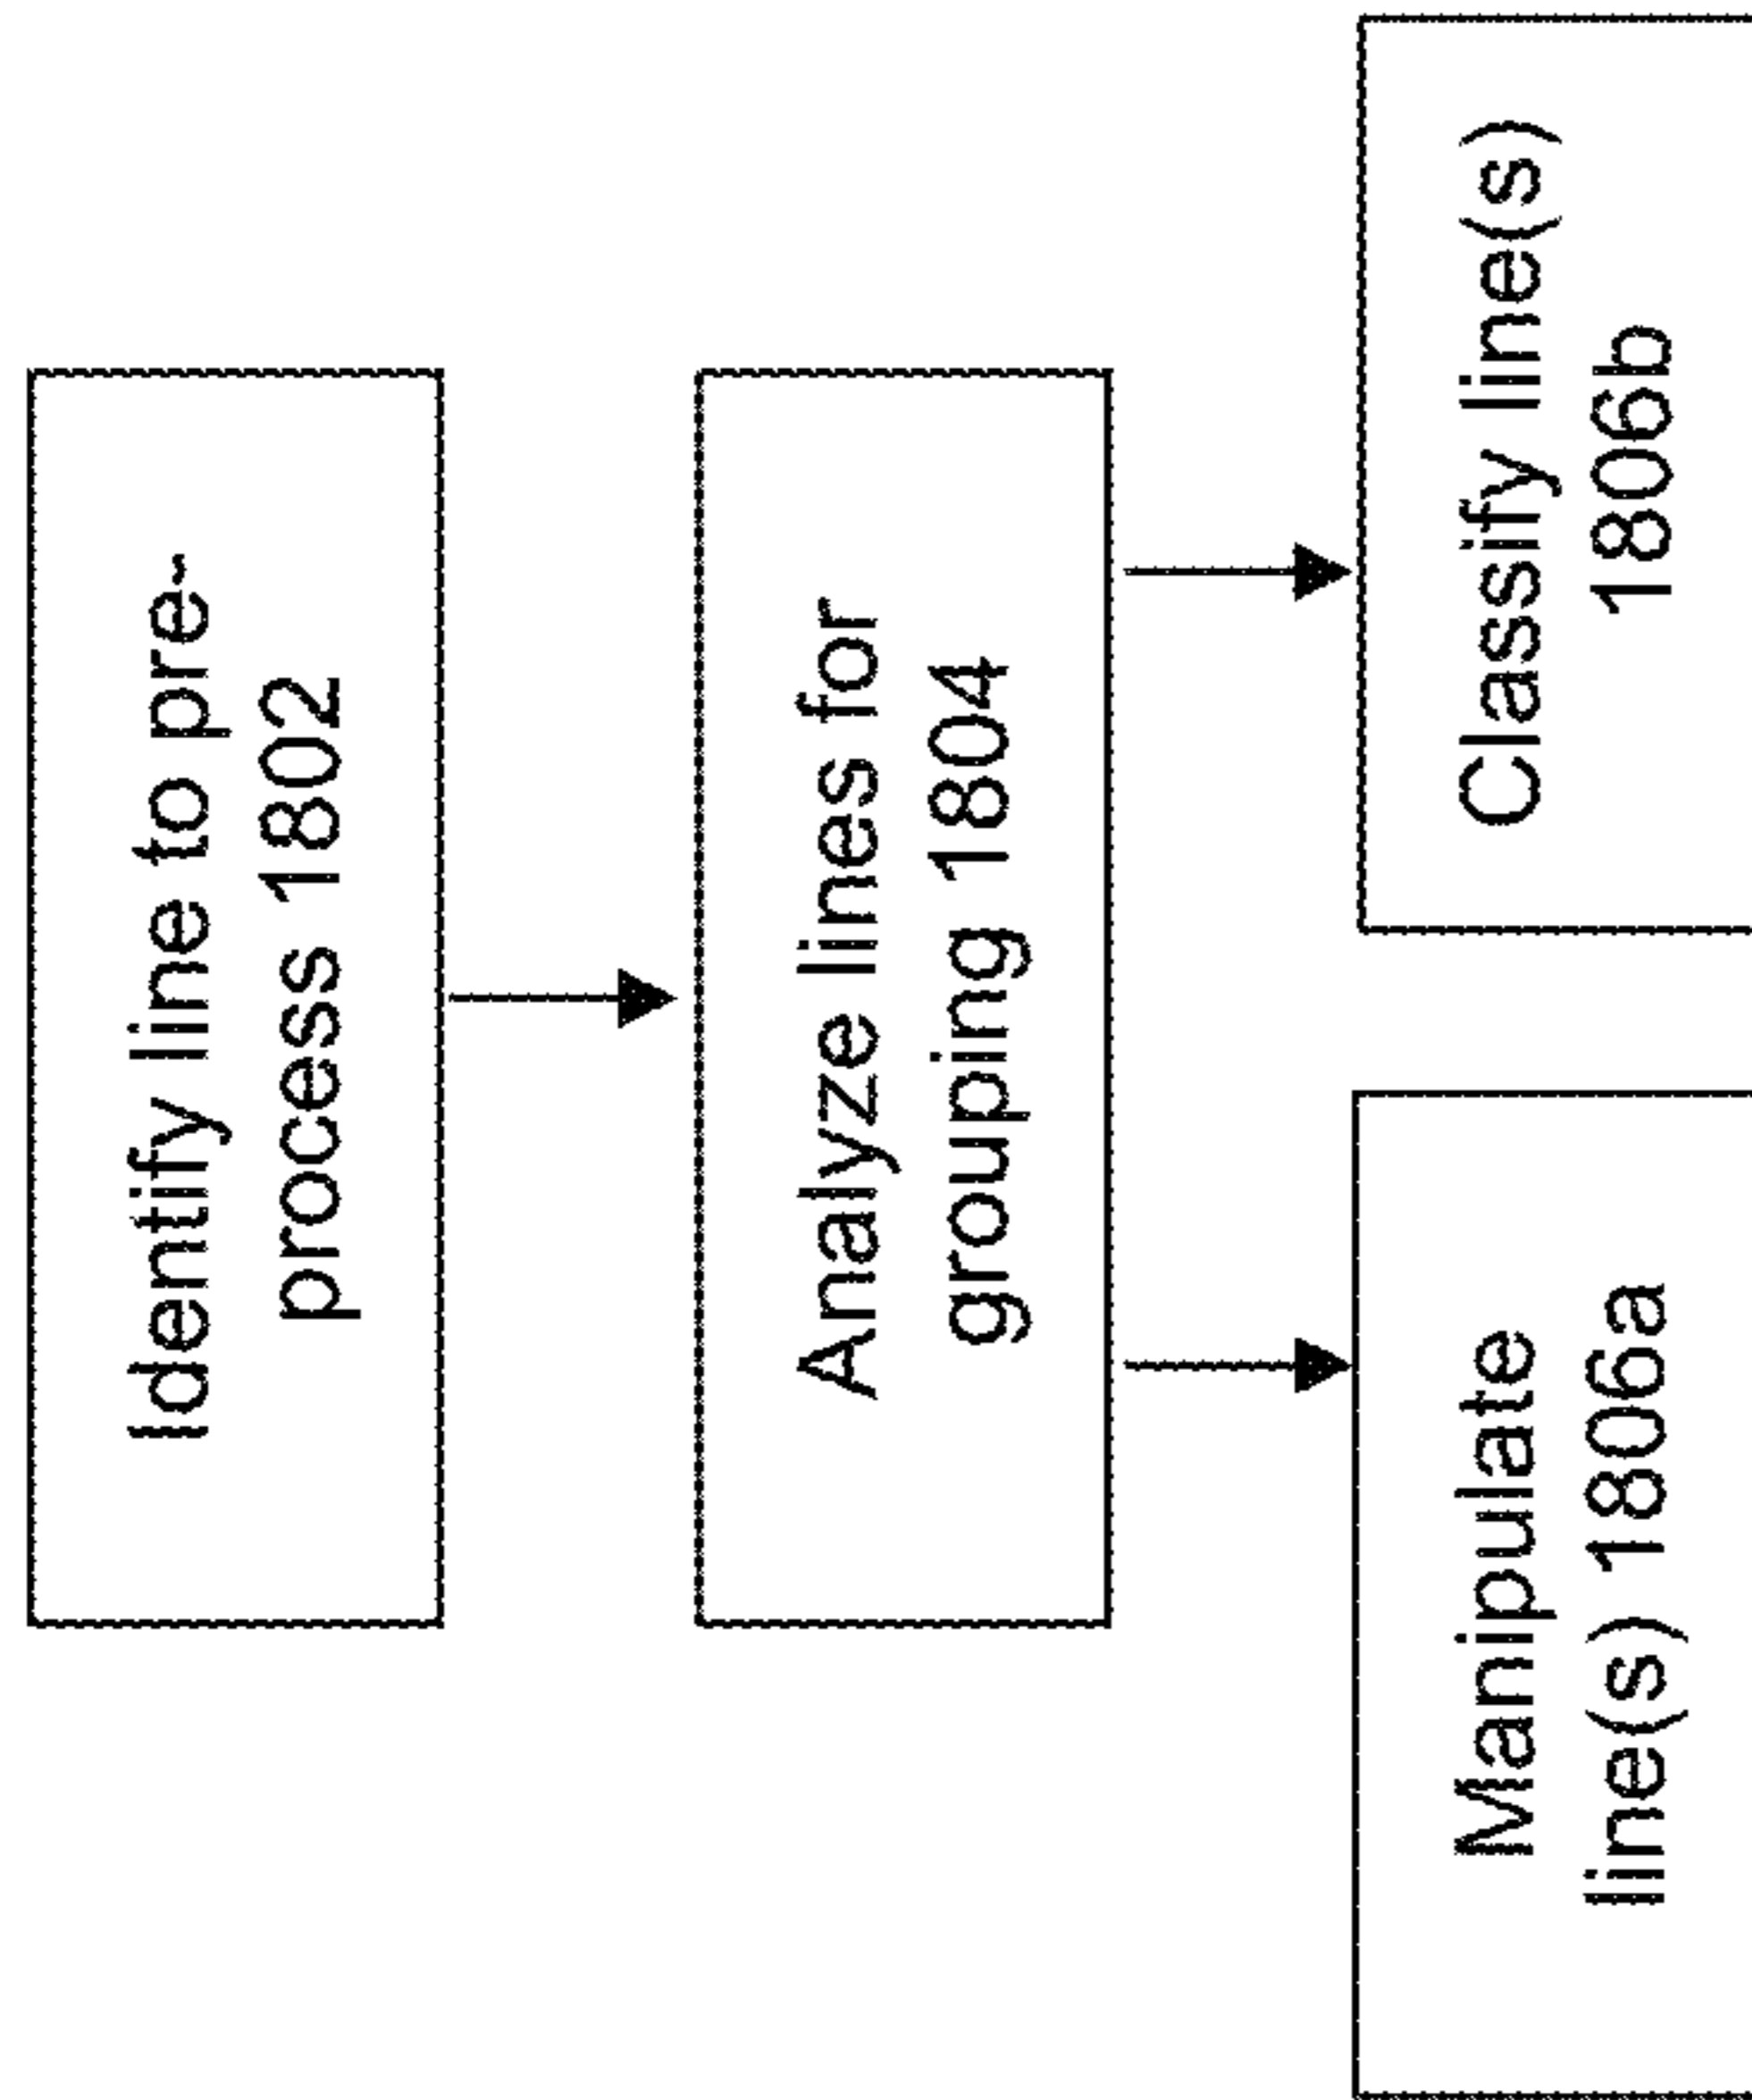 Identify line to pre-
process 1802
Analyze lines for
grouping 1804
Manipulate
line(s) 1806a
Classify line(s)
1806b